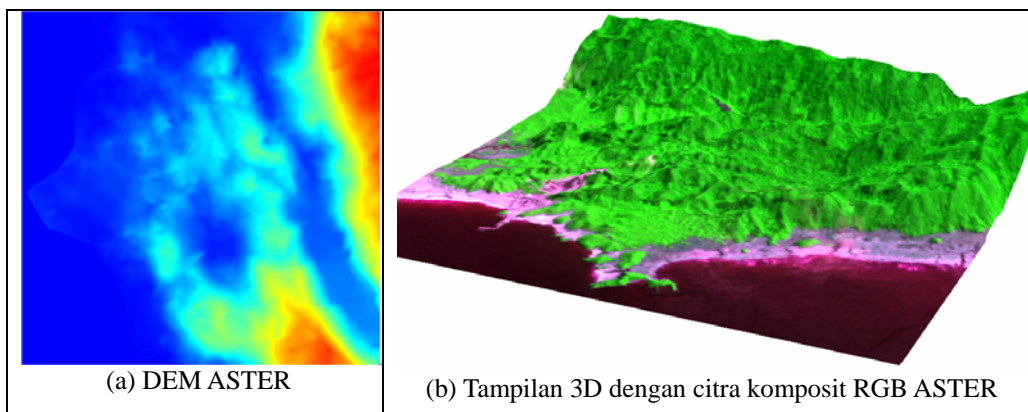 (a) DEM ASTER
(b) Tampilan 3D dengan citra komposit RGB ASTER